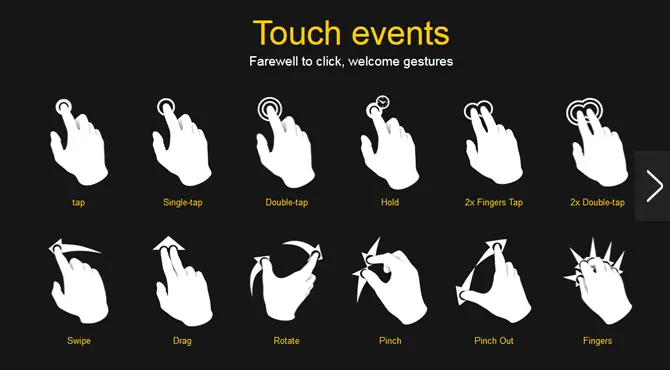 Touch events
Farewell to click, welcome gestures
tap
Single-tap
Double-tap
Hold
2x Fingers Tap
2x Double-tap
Swipe
Drag
Rotate
Pinch
Pinch Out
Fingers